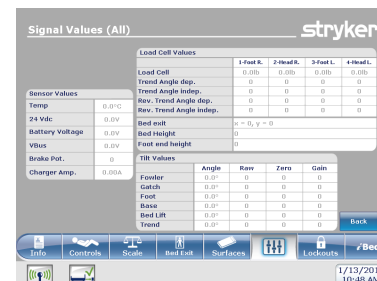 Signal Values (All)
stryker
Load Cell Values
1-Foot R. 2-Head R. 3-Foot L. 4-Head L.
Load Cell 0.0lb 0.0lb 0.0lb 0.0lb
Trend Angle dep. 0 0 0 0
Trend Angle indep. 0 0 0 0
Rev. Trend Angle dep. 0 0 0 0
Rev. Trend Angle indep. 0 0 0 0
Bed exit x = 0, y = 0
Bed Height 0
Foot end height 0
Sensor Values
Temp 0.0°C
24 Vdc 0.0V
Battery Voltage 0.0V
VBus 0.0V
Brake Pot. 0
Charger Amp. 0.00A
Tilt Values
Angle Raw Zero Gain
Fowler 0.0° 0 0 0
Gatch 0.0° 0 0 0
Foot 0.0° 0 0 0
Base 0.0° 0 0 0
Bed Lift 0.0° 0 0 0
Trend 0.0° 0 0 0
Back
Info Controls Scale Bed Exit Surfaces Lockouts iBed
1/13/201
10:48 AM